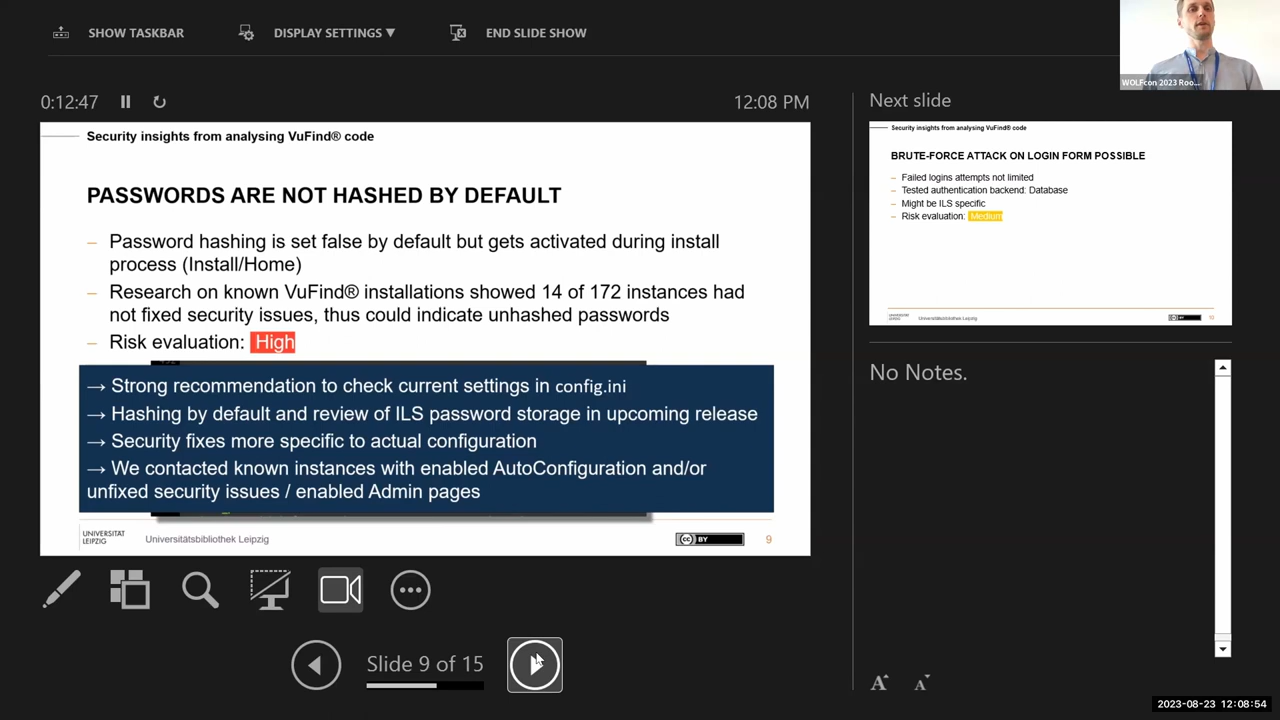 SHOW TASKBAR
DISPLAY SETTINGS ▼
END SLIDE SHOW
WOLFcon 2023 Roo...
0:12:47
12:08 PM
Security insights from analysing VuFind® code
PASSWORDS ARE NOT HASHED BY DEFAULT
– Password hashing is set false by default but gets activated during install
process (Install/Home)
– Research on known VuFind® installations showed 14 of 172 instances had
not fixed security issues, thus could indicate unhashed passwords
– Risk evaluation: High
→ Strong recommendation to check current settings in config.ini
→ Hashing by default and review of ILS password storage in upcoming release
→ Security fixes more specific to actual configuration
→ We contacted known instances with enabled AutoConfiguration and/or
unfixed security issues / enabled Admin pages
UNIVERSITÄT
LEIPZIG
Universitätsbibliothek Leipzig
cc BY
9
Slide 9 of 15
Next slide
Security insights from analysing VuFind® code
BRUTE-FORCE ATTACK ON LOGIN FORM POSSIBLE
– Failed logins attempts not limited
– Tested authentication backend: Database
– Might be ILS specific
– Risk evaluation: Medium
UNIVERSITÄT
LEIPZIG
Universitätsbibliothek Leipzig
10
No Notes.
A A
2023-08-23 12:08:54